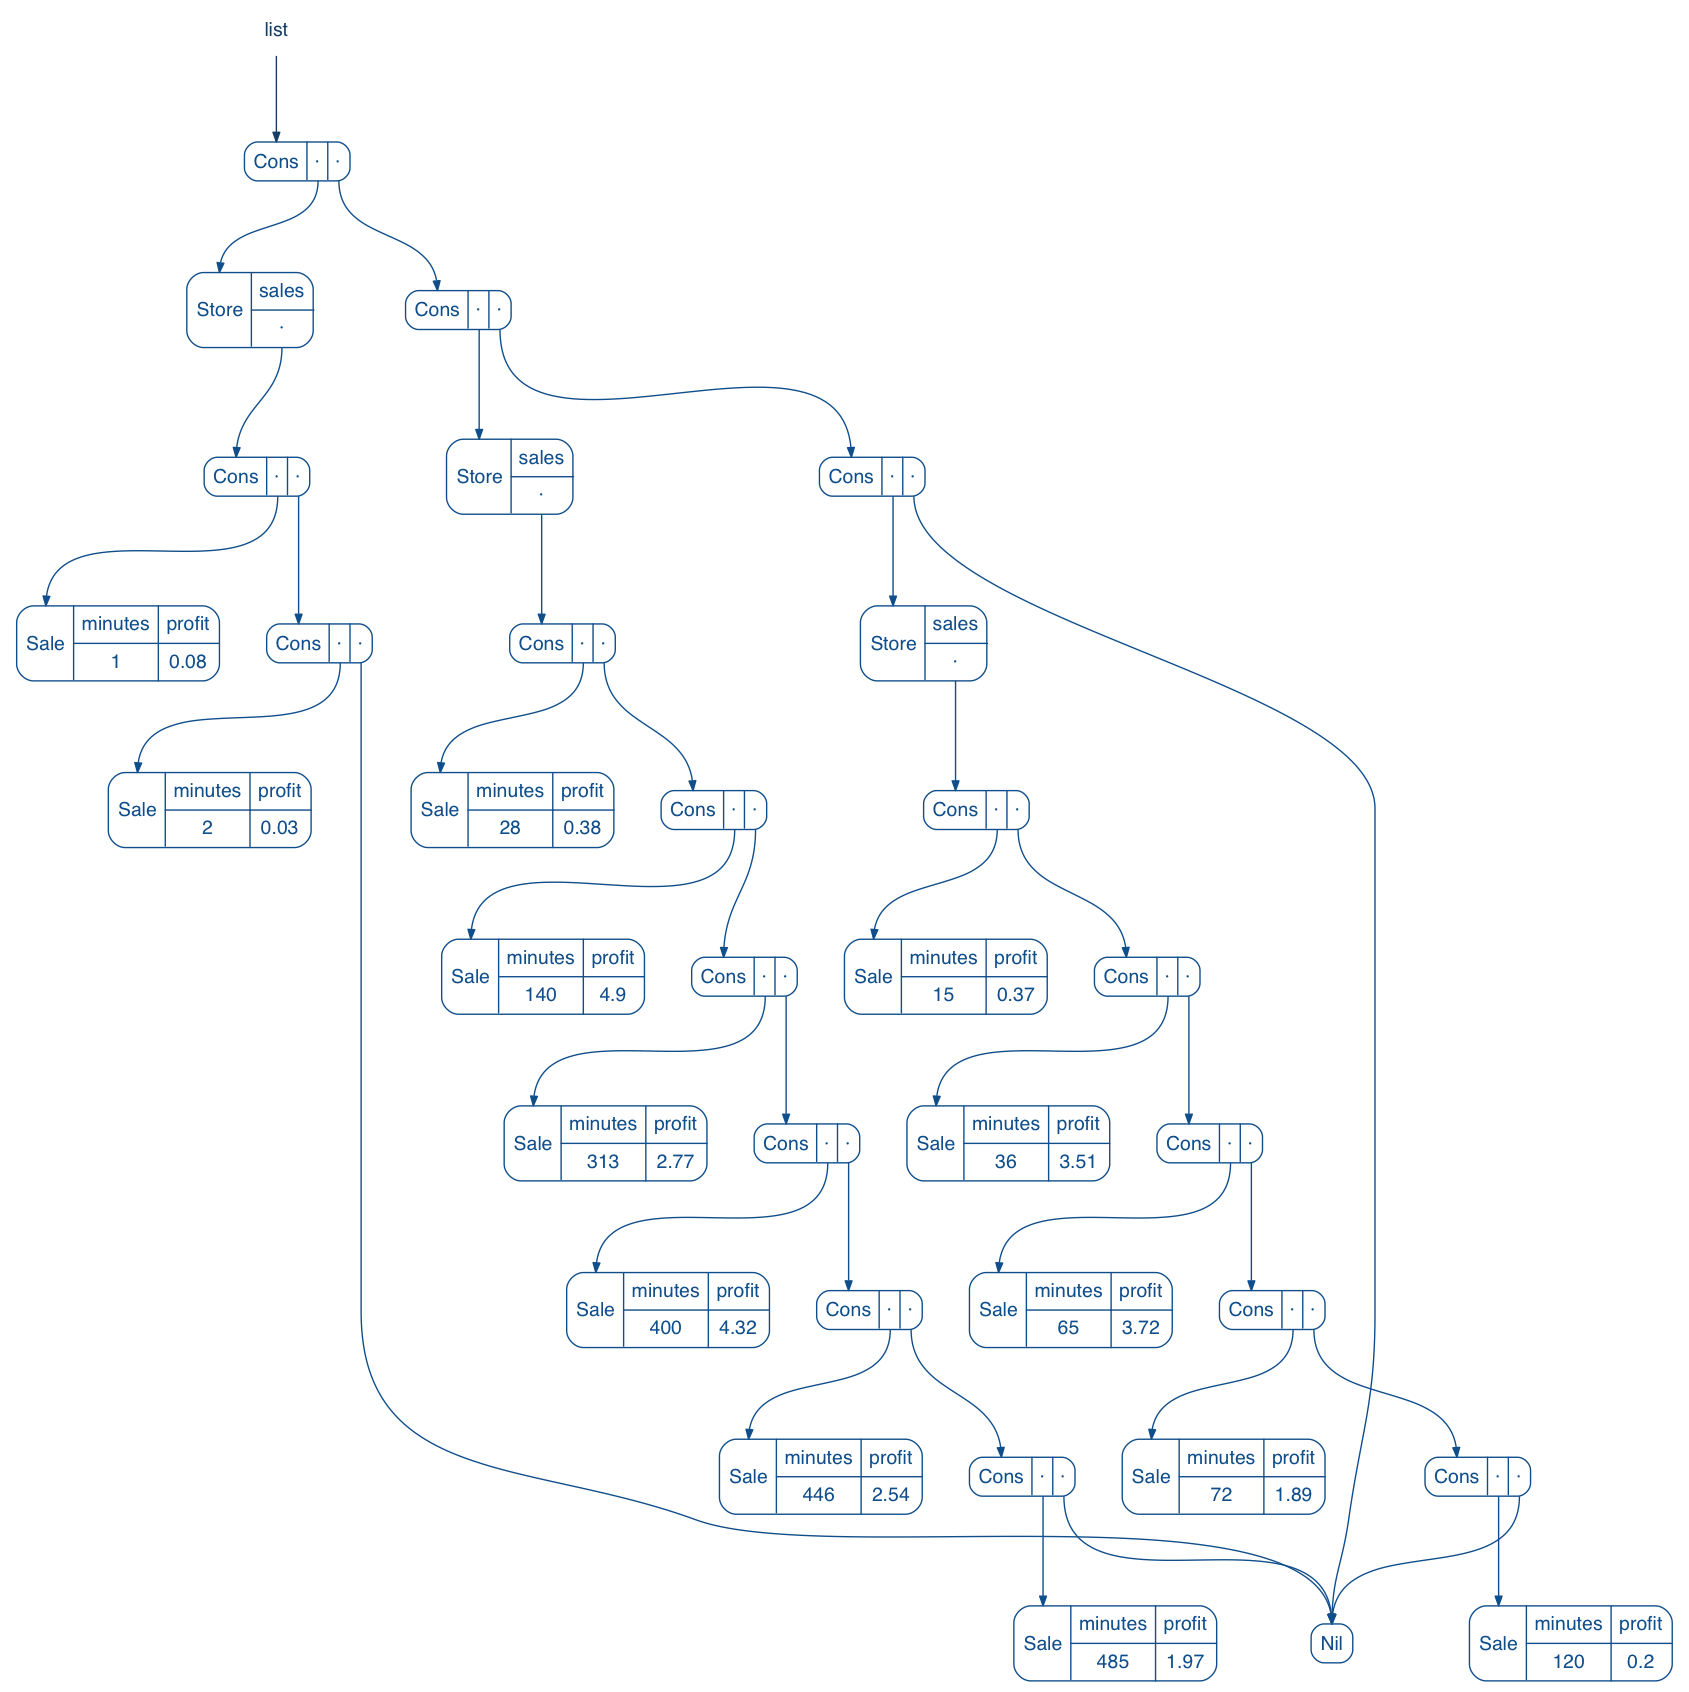 list
Cons · ·
Store sales ·
Cons · ·
Cons · ·
Store sales ·
Cons · ·
Sale minutes profit
1 0.08
Cons · ·
Cons · ·
Store sales ·
Sale minutes profit
2 0.03
Sale minutes profit
28 0.38
Cons · ·
Cons · ·
Sale minutes profit
140 4.9
Cons · ·
Sale minutes profit
15 0.37
Cons · ·
Sale minutes profit
313 2.77
Cons · ·
Sale minutes profit
36 3.51
Cons · ·
Sale minutes profit
400 4.32
Cons · ·
Sale minutes profit
65 3.72
Cons · ·
Sale minutes profit
446 2.54
Cons · ·
Sale minutes profit
72 1.89
Cons · ·
Sale minutes profit
485 1.97
Nil
Sale minutes profit
120 0.2